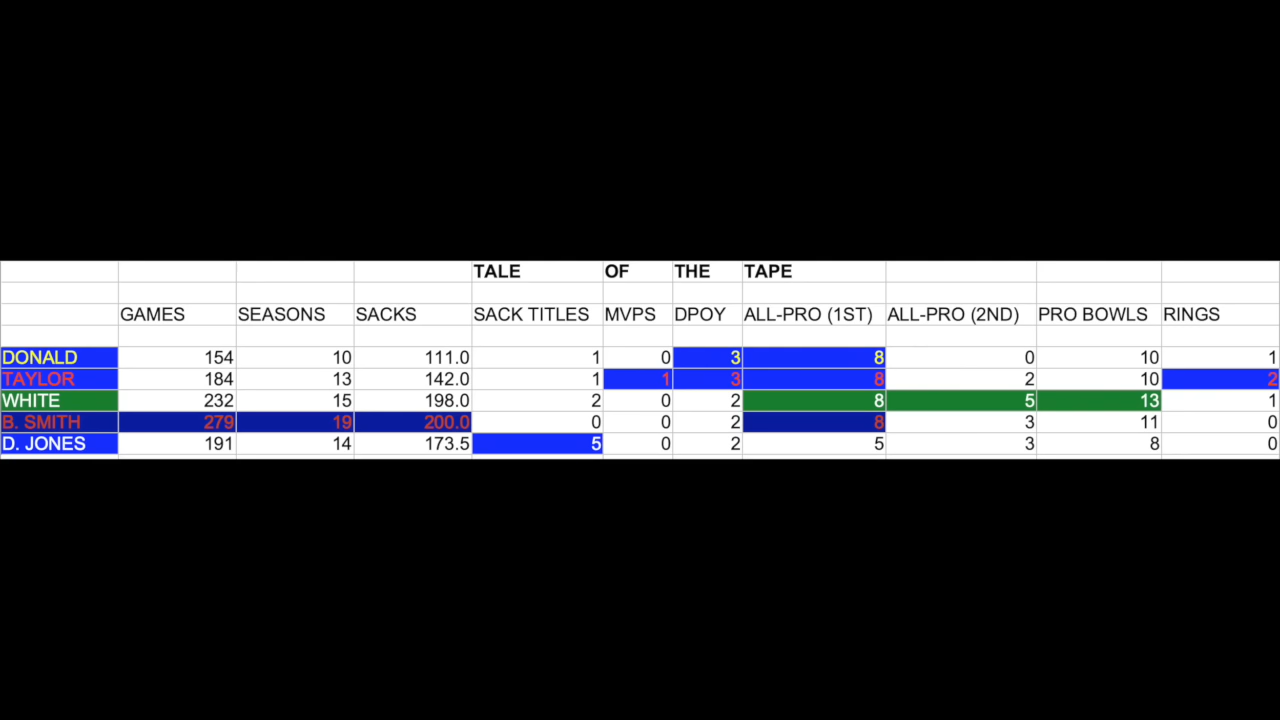 TALE OF THE TAPE
GAMES SEASONS SACKS SACK TITLES MVPS DPOY ALL-PRO (1ST) ALL-PRO (2ND) PRO BOWLS RINGS
DONALD 154 10 111.0 1 0 3 8 0 10 1
TAYLOR 184 13 142.0 1 1 3 8 2 10 2
WHITE 232 15 198.0 2 0 2 8 5 13 1
B. SMITH 279 19 200.0 0 0 2 8 3 11 0
D. JONES 191 14 173.5 5 0 2 5 3 8 0